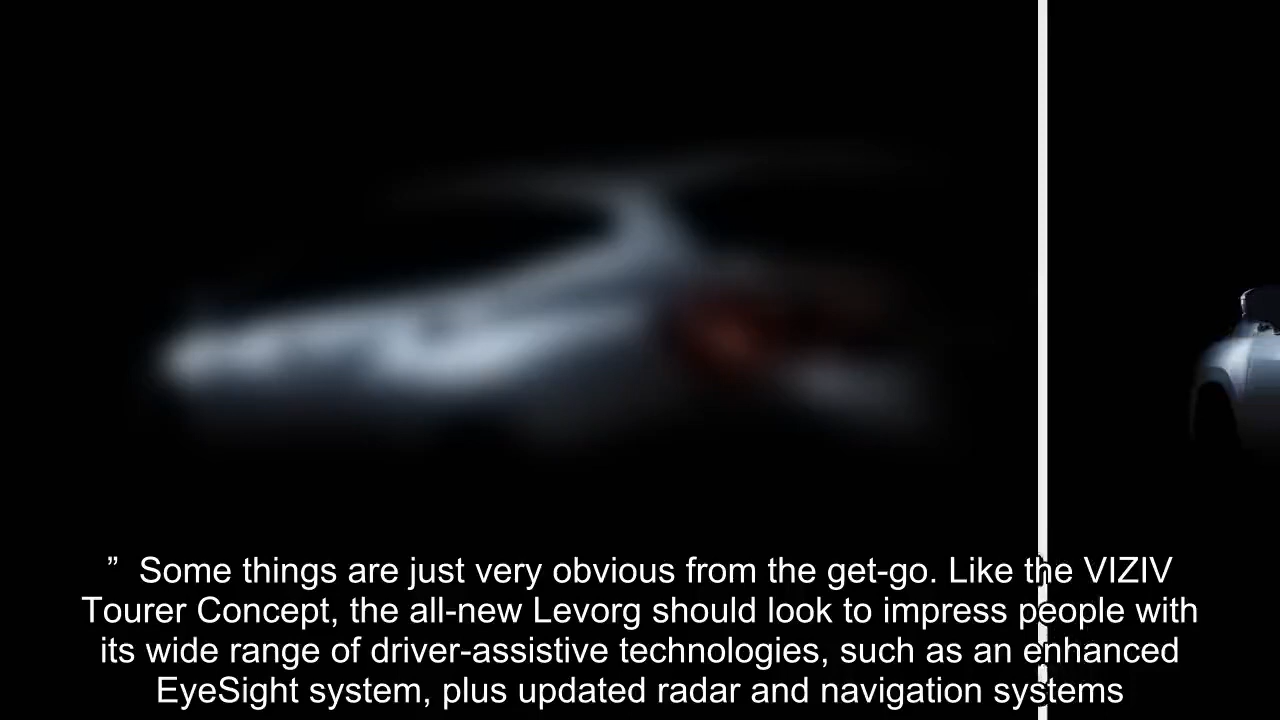 ”  Some things are just very obvious from the get-go. Like the VIZIV
Tourer Concept, the all-new Levorg should look to impress people with
its wide range of driver-assistive technologies, such as an enhanced
EyeSight system, plus updated radar and navigation systems